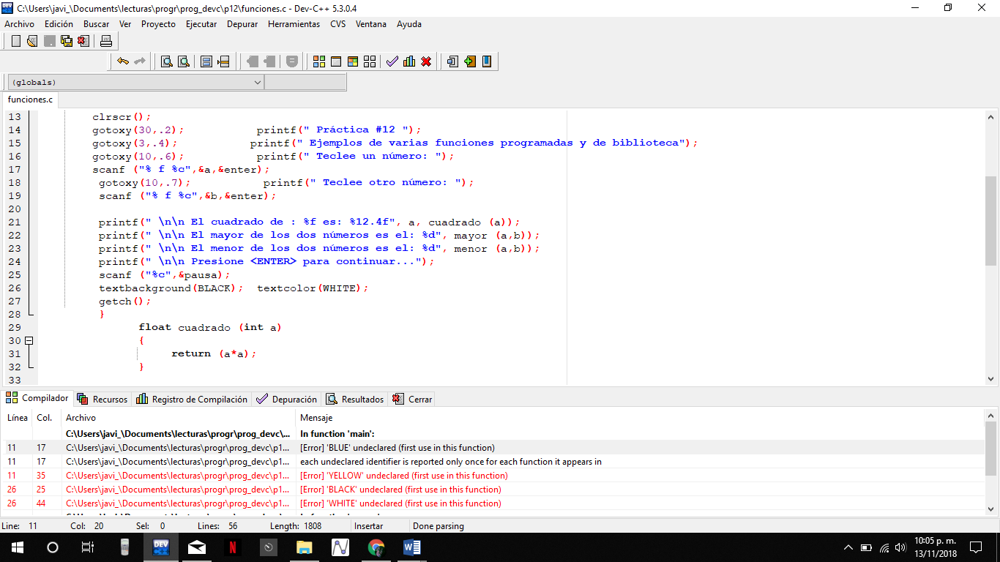 C:\Users\javi_\Documents\lecturas\progr\prog_devc\p12\funciones.c - Dev-C++ 5.3.0.4
Archivo Edición Buscar Ver Proyecto Ejecutar Depurar Herramientas CVS Ventana Ayuda
(globals)
funciones.c
13 clrscr();
14 gotoxy(30,.2); printf(" Práctica #12 ");
15 gotoxy(3,.4); printf(" Ejemplos de varias funciones programadas y de biblioteca");
16 gotoxy(10,.6); printf(" Teclee un número: ");
17 scanf ("% f %c",&a,&enter);
18 gotoxy(10,.7); printf(" Teclee otro número: ");
19 scanf ("% f %c",&b,&enter);
20
21 printf(" \n\n El cuadrado de : %f es: %12.4f", a, cuadrado (a));
22 printf(" \n\n El mayor de los dos números es el: %d", mayor (a,b));
23 printf(" \n\n El menor de los dos números es el: %d", menor (a,b));
24 printf(" \n\n Presione <ENTER> para continuar...");
25 scanf ("%c",&pausa);
26 textbackground(BLACK); textcolor(WHITE);
27 getch();
28 }
29 float cuadrado (int a)
30 {
31 return (a*a);
32 }
33
Compilador Recursos Registro de Compilación Depuración Resultados Cerrar
Línea Col. Archivo Mensaje
C:\Users\javi_\Documents\lecturas\progr\prog_devc\... In function 'main':
11 17 C:\Users\javi_\Documents\lecturas\progr\prog_devc\p1... [Error] 'BLUE' undeclared (first use in this function)
11 17 C:\Users\javi_\Documents\lecturas\progr\prog_devc\p1... each undeclared identifier is reported only once for each function it appears in
11 35 C:\Users\javi_\Documents\lecturas\progr\prog_devc\p1... [Error] 'YELLOW' undeclared (first use in this function)
26 25 C:\Users\javi_\Documents\lecturas\progr\prog_devc\p1... [Error] 'BLACK' undeclared (first use in this function)
26 44 C:\Users\javi_\Documents\lecturas\progr\prog_devc\p1... [Error] 'WHITE' undeclared (first use in this function)
Line: 11 Col: 20 Sel: 0 Lines: 56 Length: 1808 Insertar Done parsing
10:05 p. m.
13/11/2018